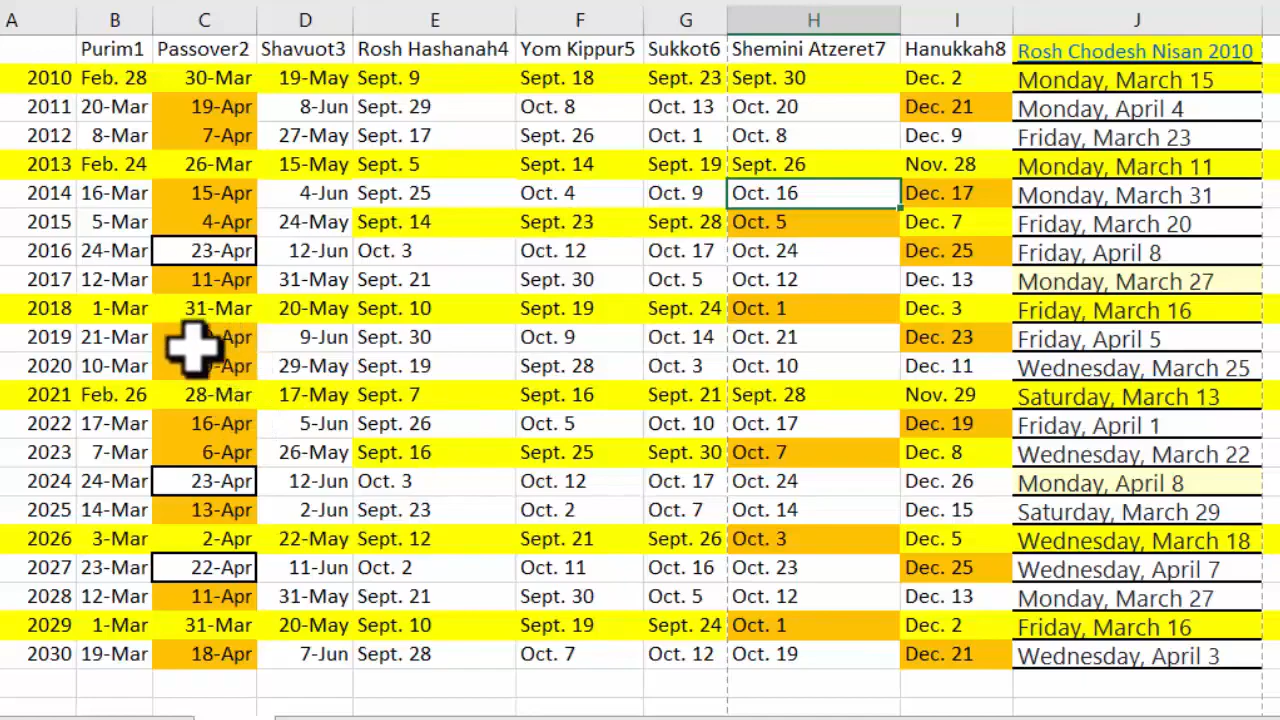 A B C D E F G H I J
Purim1 Passover2 Shavuot3 Rosh Hashanah4 Yom Kippur5 Sukkot6 Shemini Atzeret7 Hanukkah8 Rosh Chodesh Nisan 2010
2010 Feb. 28 30-Mar 19-May Sept. 9 Sept. 18 Sept. 23 Sept. 30 Dec. 2 Monday, March 15
2011 20-Mar 19-Apr 8-Jun Sept. 29 Oct. 8 Oct. 13 Oct. 20 Dec. 21 Monday, April 4
2012 8-Mar 7-Apr 27-May Sept. 17 Sept. 26 Oct. 1 Oct. 8 Dec. 9 Friday, March 23
2013 Feb. 24 26-Mar 15-May Sept. 5 Sept. 14 Sept. 19 Sept. 26 Nov. 28 Monday, March 11
2014 16-Mar 15-Apr 4-Jun Sept. 25 Oct. 4 Oct. 9 Oct. 16 Dec. 17 Monday, March 31
2015 5-Mar 4-Apr 24-May Sept. 14 Sept. 23 Sept. 28 Oct. 5 Dec. 7 Friday, March 20
2016 24-Mar 23-Apr 12-Jun Oct. 3 Oct. 12 Oct. 17 Oct. 24 Dec. 25 Friday, April 8
2017 12-Mar 11-Apr 31-May Sept. 21 Sept. 30 Oct. 5 Oct. 12 Dec. 13 Monday, March 27
2018 1-Mar 31-Mar 20-May Sept. 10 Sept. 19 Sept. 24 Oct. 1 Dec. 3 Friday, March 16
2019 21-Mar Apr 9-Jun Sept. 30 Oct. 9 Oct. 14 Oct. 21 Dec. 23 Friday, April 5
2020 10-Mar -Apr 29-May Sept. 19 Sept. 28 Oct. 3 Oct. 10 Dec. 11 Wednesday, March 25
2021 Feb. 26 28-Mar 17-May Sept. 7 Sept. 16 Sept. 21 Sept. 28 Nov. 29 Saturday, March 13
2022 17-Mar 16-Apr 5-Jun Sept. 26 Oct. 5 Oct. 10 Oct. 17 Dec. 19 Friday, April 1
2023 7-Mar 6-Apr 26-May Sept. 16 Sept. 25 Sept. 30 Oct. 7 Dec. 8 Wednesday, March 22
2024 24-Mar 23-Apr 12-Jun Oct. 3 Oct. 12 Oct. 17 Oct. 24 Dec. 26 Monday, April 8
2025 14-Mar 13-Apr 2-Jun Sept. 23 Oct. 2 Oct. 7 Oct. 14 Dec. 15 Saturday, March 29
2026 3-Mar 2-Apr 22-May Sept. 12 Sept. 21 Sept. 26 Oct. 3 Dec. 5 Wednesday, March 18
2027 23-Mar 22-Apr 11-Jun Oct. 2 Oct. 11 Oct. 16 Oct. 23 Dec. 25 Wednesday, April 7
2028 12-Mar 11-Apr 31-May Sept. 21 Sept. 30 Oct. 5 Oct. 12 Dec. 13 Monday, March 27
2029 1-Mar 31-Mar 20-May Sept. 10 Sept. 19 Sept. 24 Oct. 1 Dec. 2 Friday, March 16
2030 19-Mar 18-Apr 7-Jun Sept. 28 Oct. 7 Oct. 12 Oct. 19 Dec. 21 Wednesday, April 3